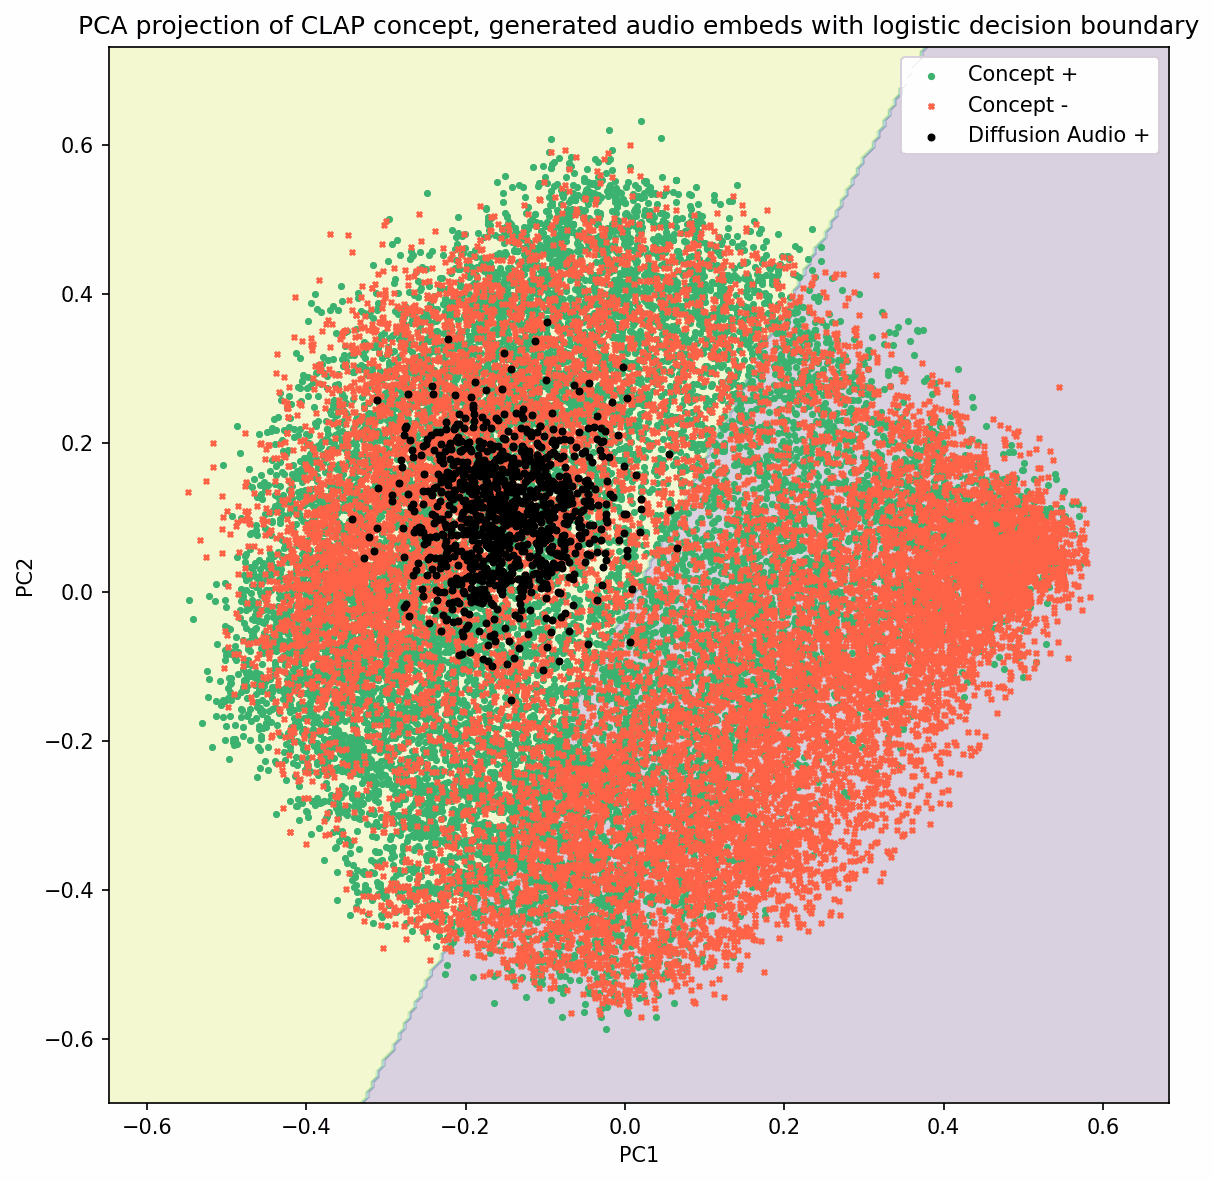 PCA projection of CLAP concept, generated audio embeds with logistic decision boundary
Concept +
Concept -
Diffusion Audio +
0.6
0.4
0.2
0.0
−0.2
−0.4
−0.6
PC2
−0.6
−0.4
−0.2
0.0
0.2
0.4
0.6
PC1